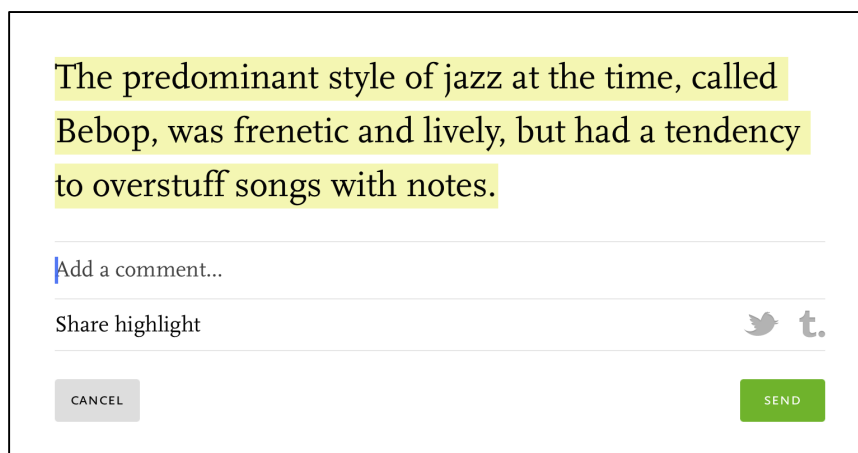 The predominant style of jazz at the time, called
Bebop, was frenetic and lively, but had a tendency
to overstuff songs with notes.
Add a comment...
Share highlight
t.
CANCEL
SEND